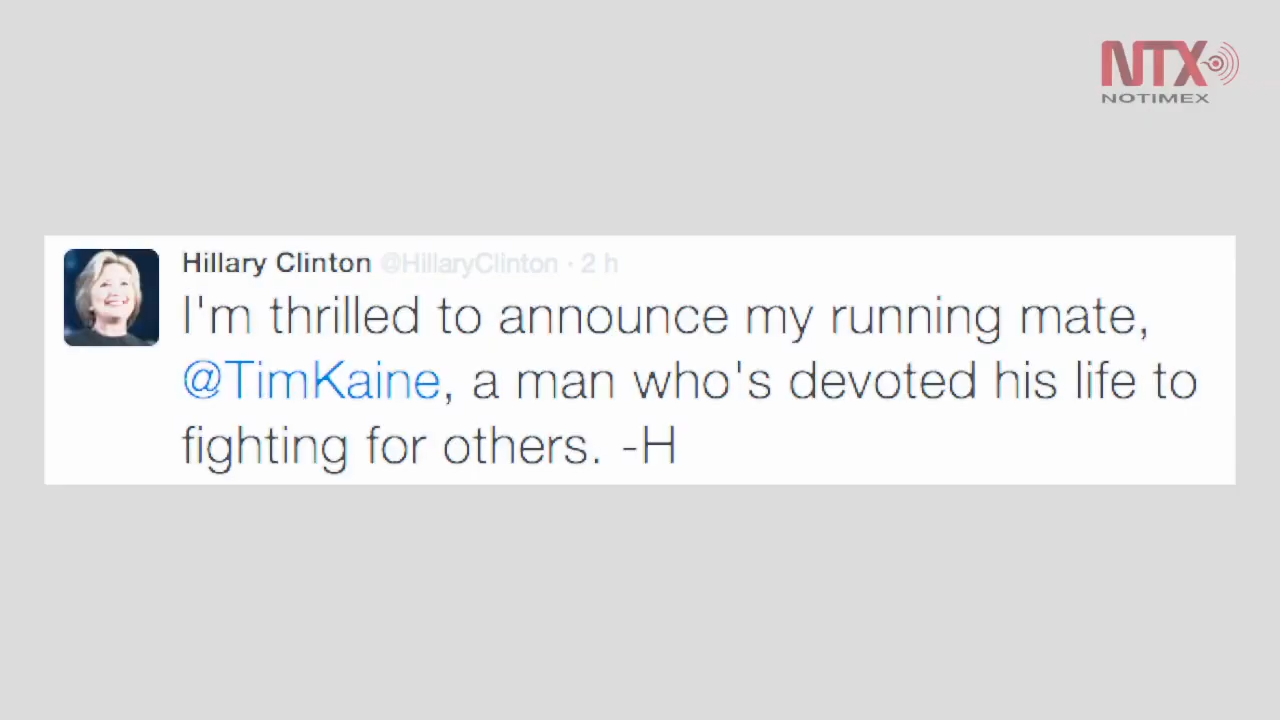 NTX
NOTIMEX
Hillary Clinton @HillaryClinton · 2 h
I'm thrilled to announce my running mate,
@TimKaine, a man who's devoted his life to
fighting for others. -H